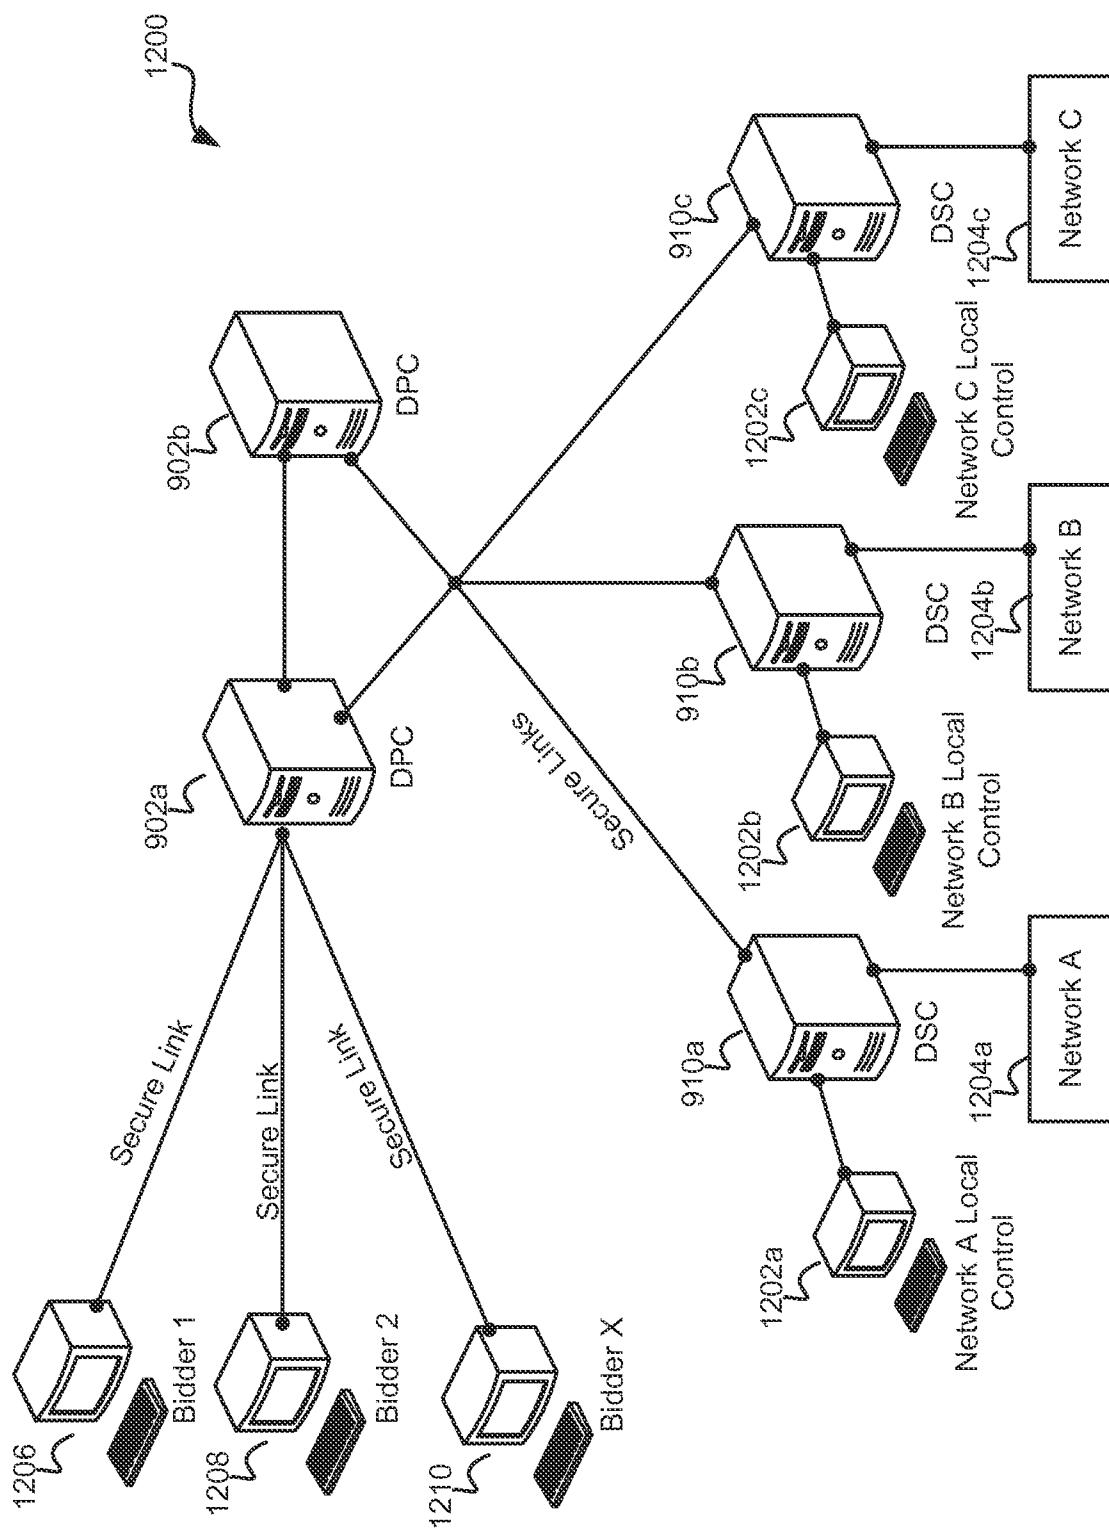 1200
1206
Bidder 1
1208
Bidder 2
1210
Bidder X
Secure Link
Secure Link
Secure Link
902a
DPC
902b
DPC
Secure Links
910a
DSC
910b
DSC
910c
DSC
1202a
Network A Local
Control
1202b
Network B Local
Control
1202c
Network C Local
Control
1204a
Network A
1204b
Network B
1204c
Network C